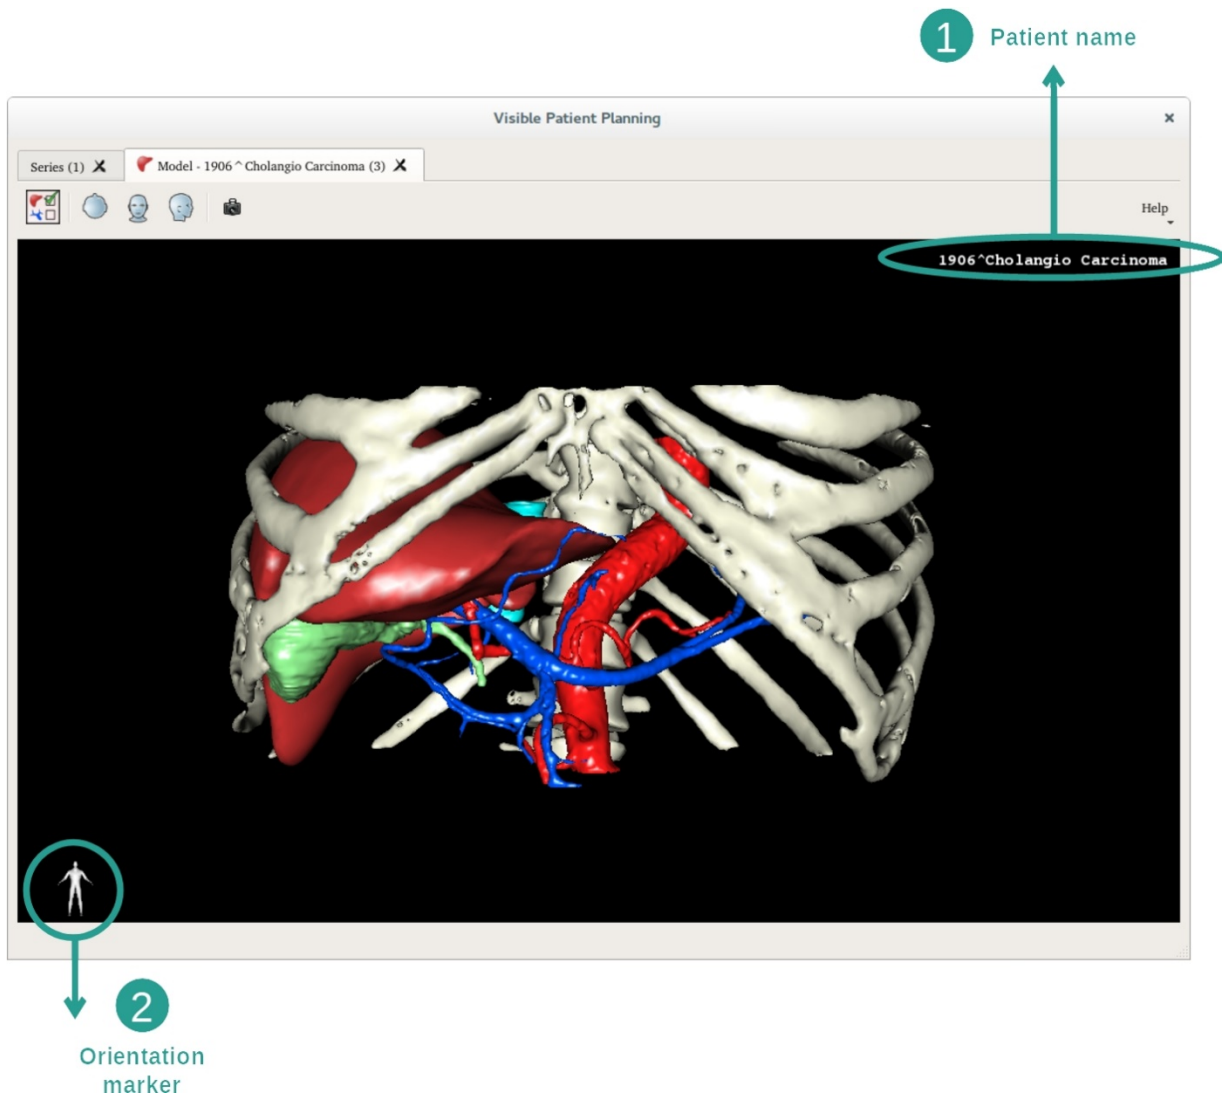 1 Patient name
Visible Patient Planning
Series (1)
Model - 1906^Cholangio Carcinoma (3)
Help
1906^Cholangio Carcinoma
2
Orientation
marker